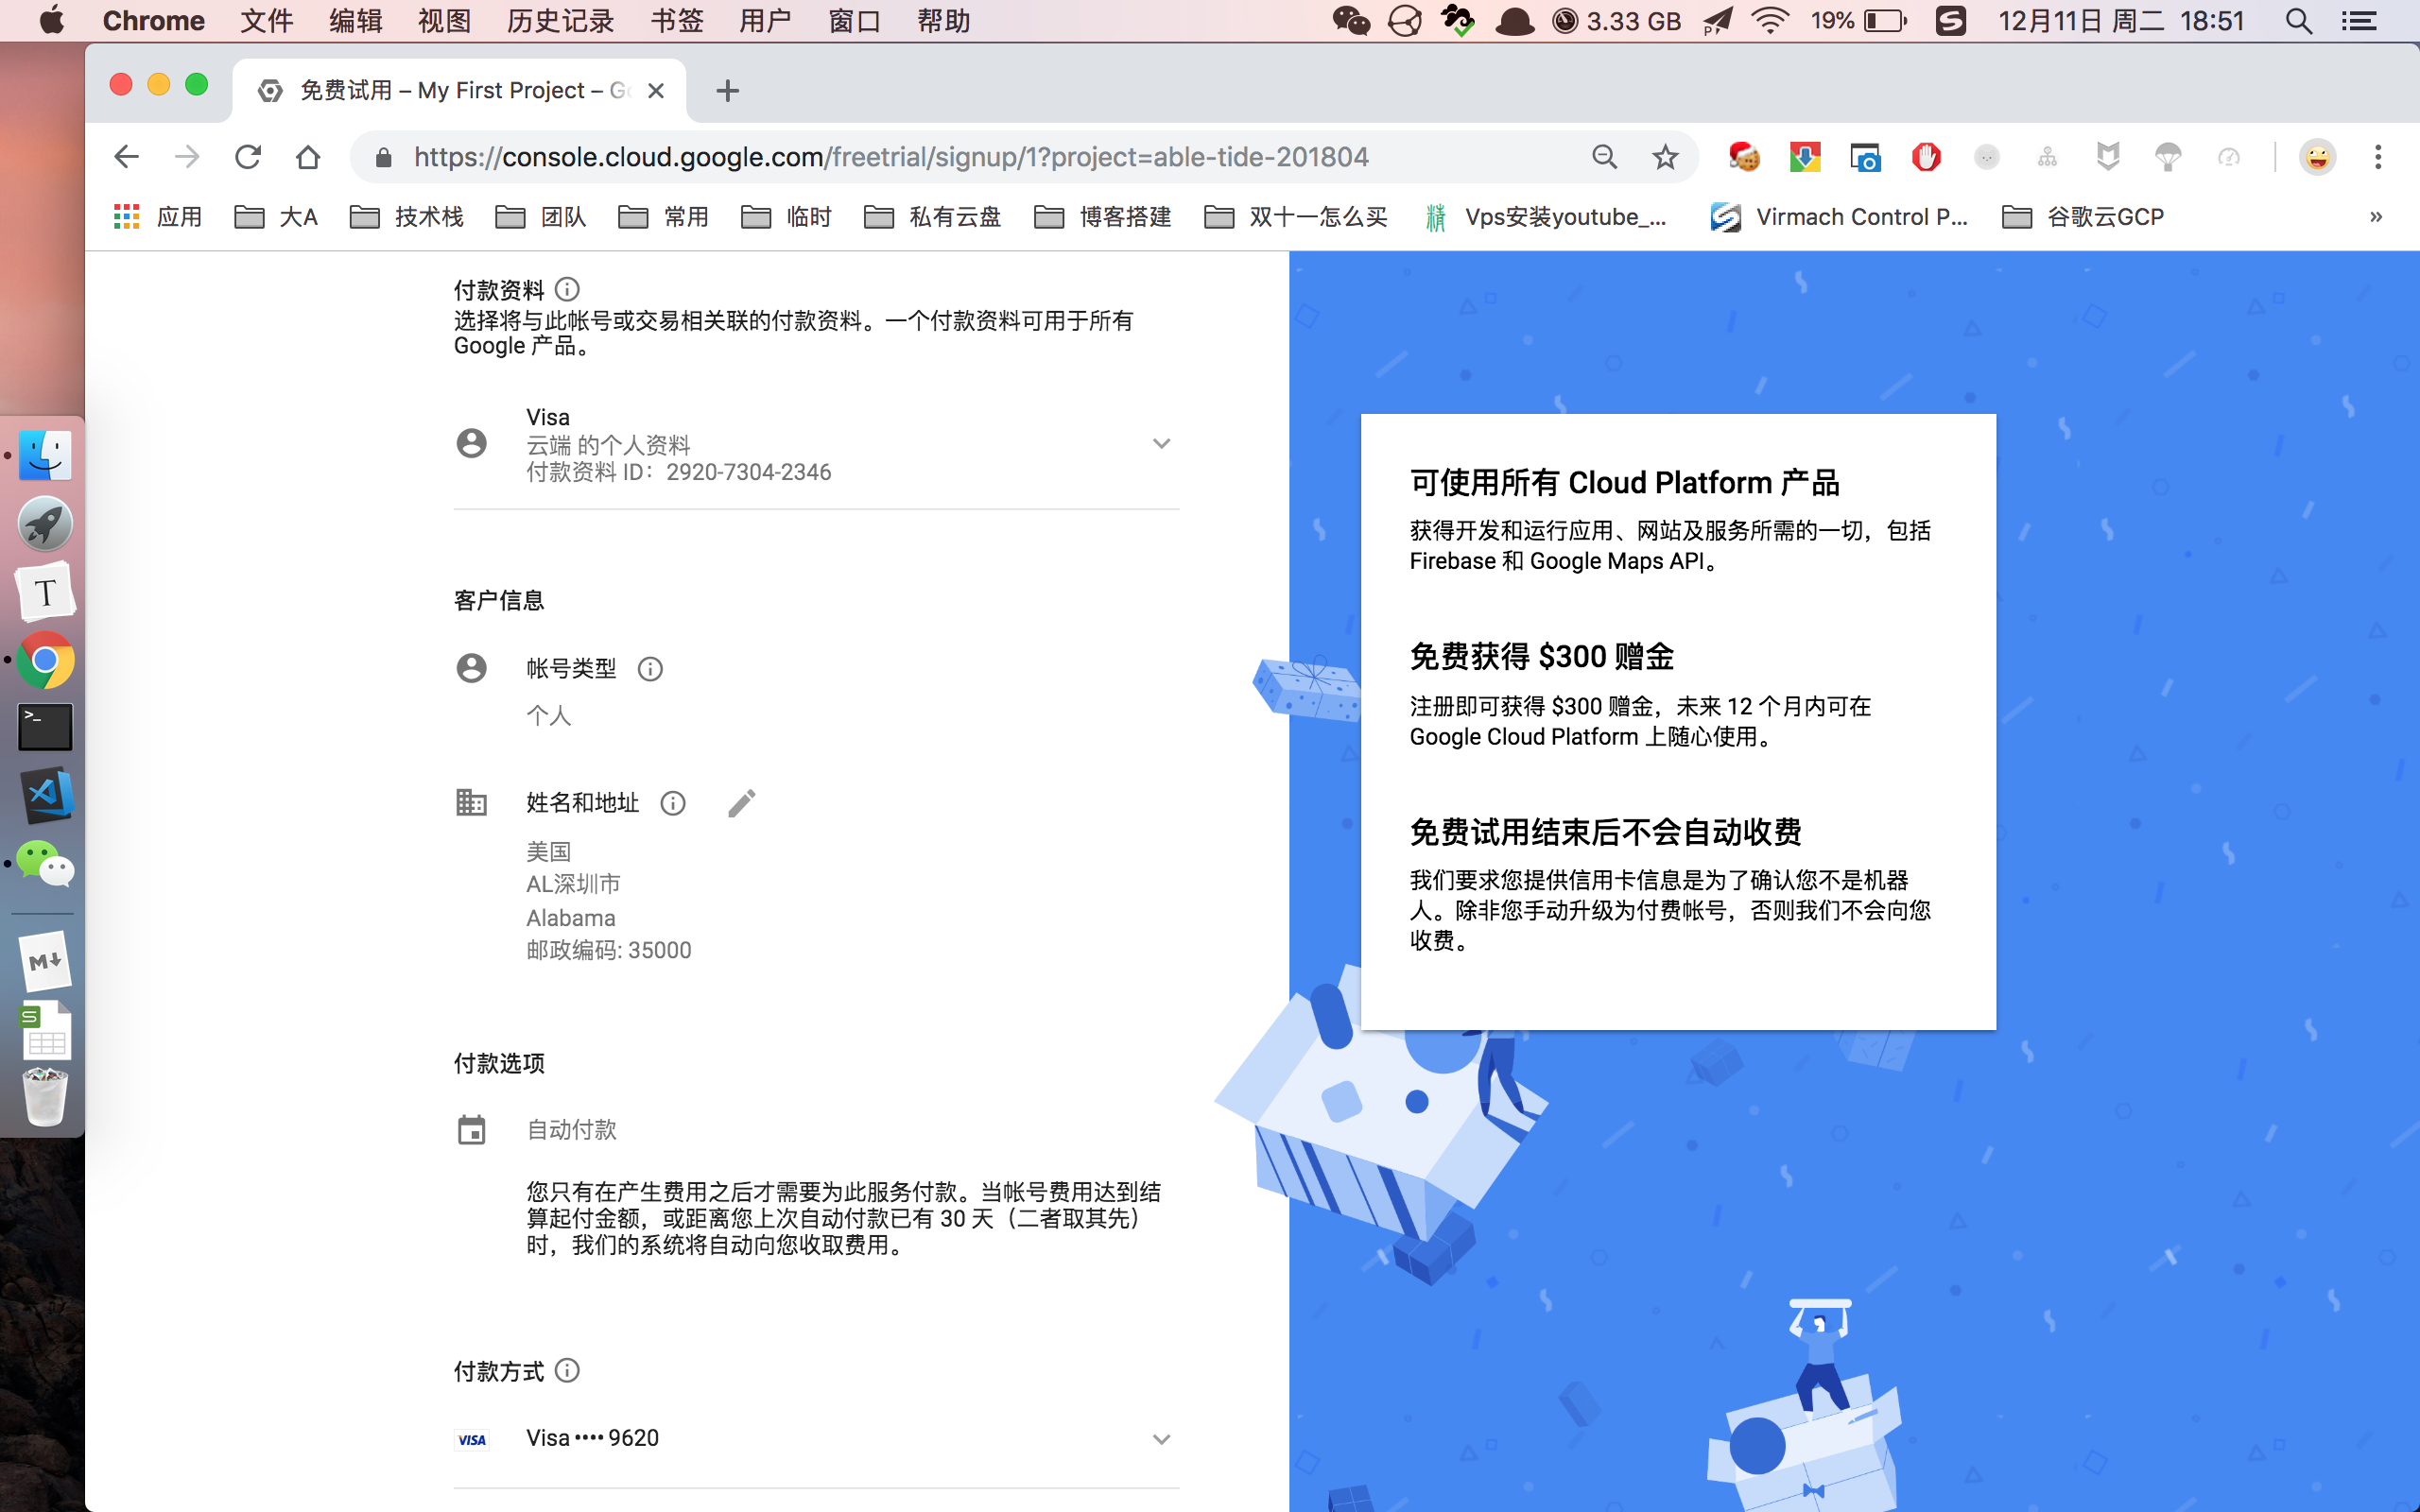 Chrome 文件 编辑 视图 历史记录 书签 用户 窗口 帮助 3.33 GB 19% 12月11日 周二 18:51
免费试用 – My First Project –
https://console.cloud.google.com/freetrial/signup/1?project=able-tide-201804
应用 大A 技术栈 团队 常用 临时 私有云盘 博客搭建 双十一怎么买 Vps安装youtube_... Virmach Control P... 谷歌云GCP »
付款资料
选择将与此帐号或交易相关联的付款资料。一个付款资料可用于所有
Google 产品。
Visa
云端 的个人资料
付款资料 ID：2920-7304-2346
客户信息
帐号类型
个人
姓名和地址
美国
AL深圳市
Alabama
邮政编码: 35000
付款选项
自动付款
您只有在产生费用之后才需要为此服务付款。当帐号费用达到结
算起付金额，或距离您上次自动付款已有 30 天（二者取其先）
时，我们的系统将自动向您收取费用。
付款方式
VISA Visa •••• 9620
可使用所有 Cloud Platform 产品
获得开发和运行应用、网站及服务所需的一切，包括
Firebase 和 Google Maps API。
免费获得 $300 赠金
注册即可获得 $300 赠金，未来 12 个月内可在
Google Cloud Platform 上随心使用。
免费试用结束后不会自动收费
我们要求您提供信用卡信息是为了确认您不是机器
人。除非您手动升级为付费帐号，否则我们不会向您
收费。